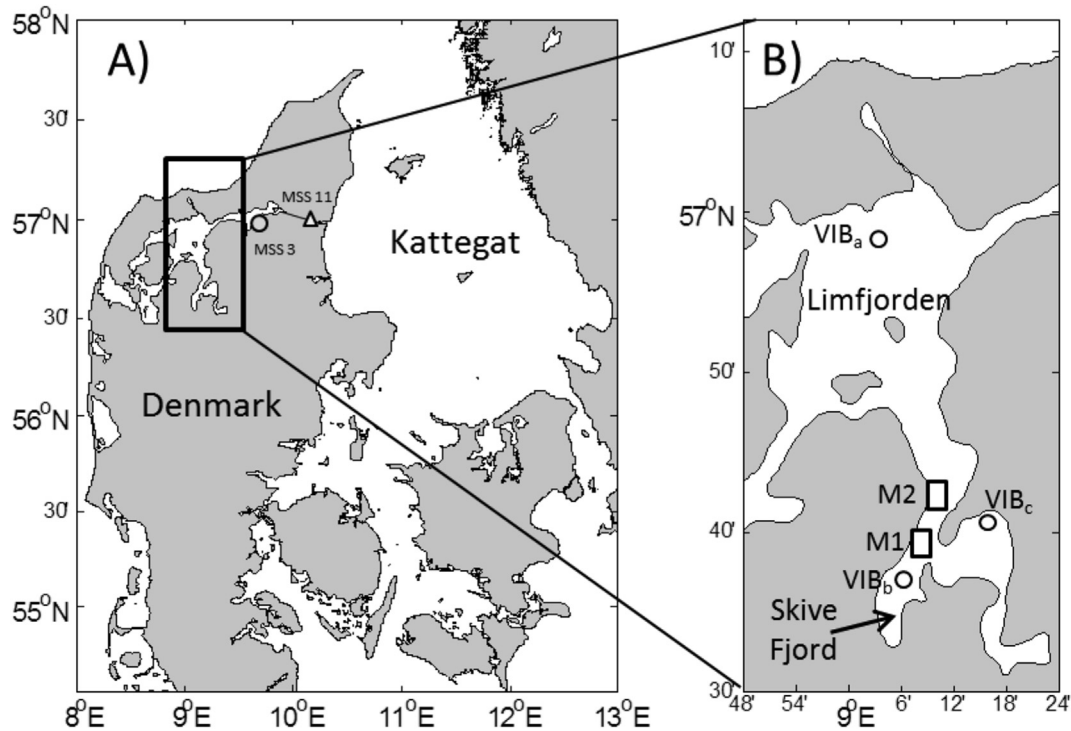 58°N
A)
30'
57°N
MSS 11
MSS 3
Kattegat
30'
Denmark
56°N
30'
55°N
8°E
9°E
10°E
11°E
12°E
13°E
B)
10'
57°N
VIBa
Limfjorden
50'
M2
VIBc
40'
M1
VIBb
Skive
Fjord
30'
48'
54'
9°E
6'
12'
18'
24'